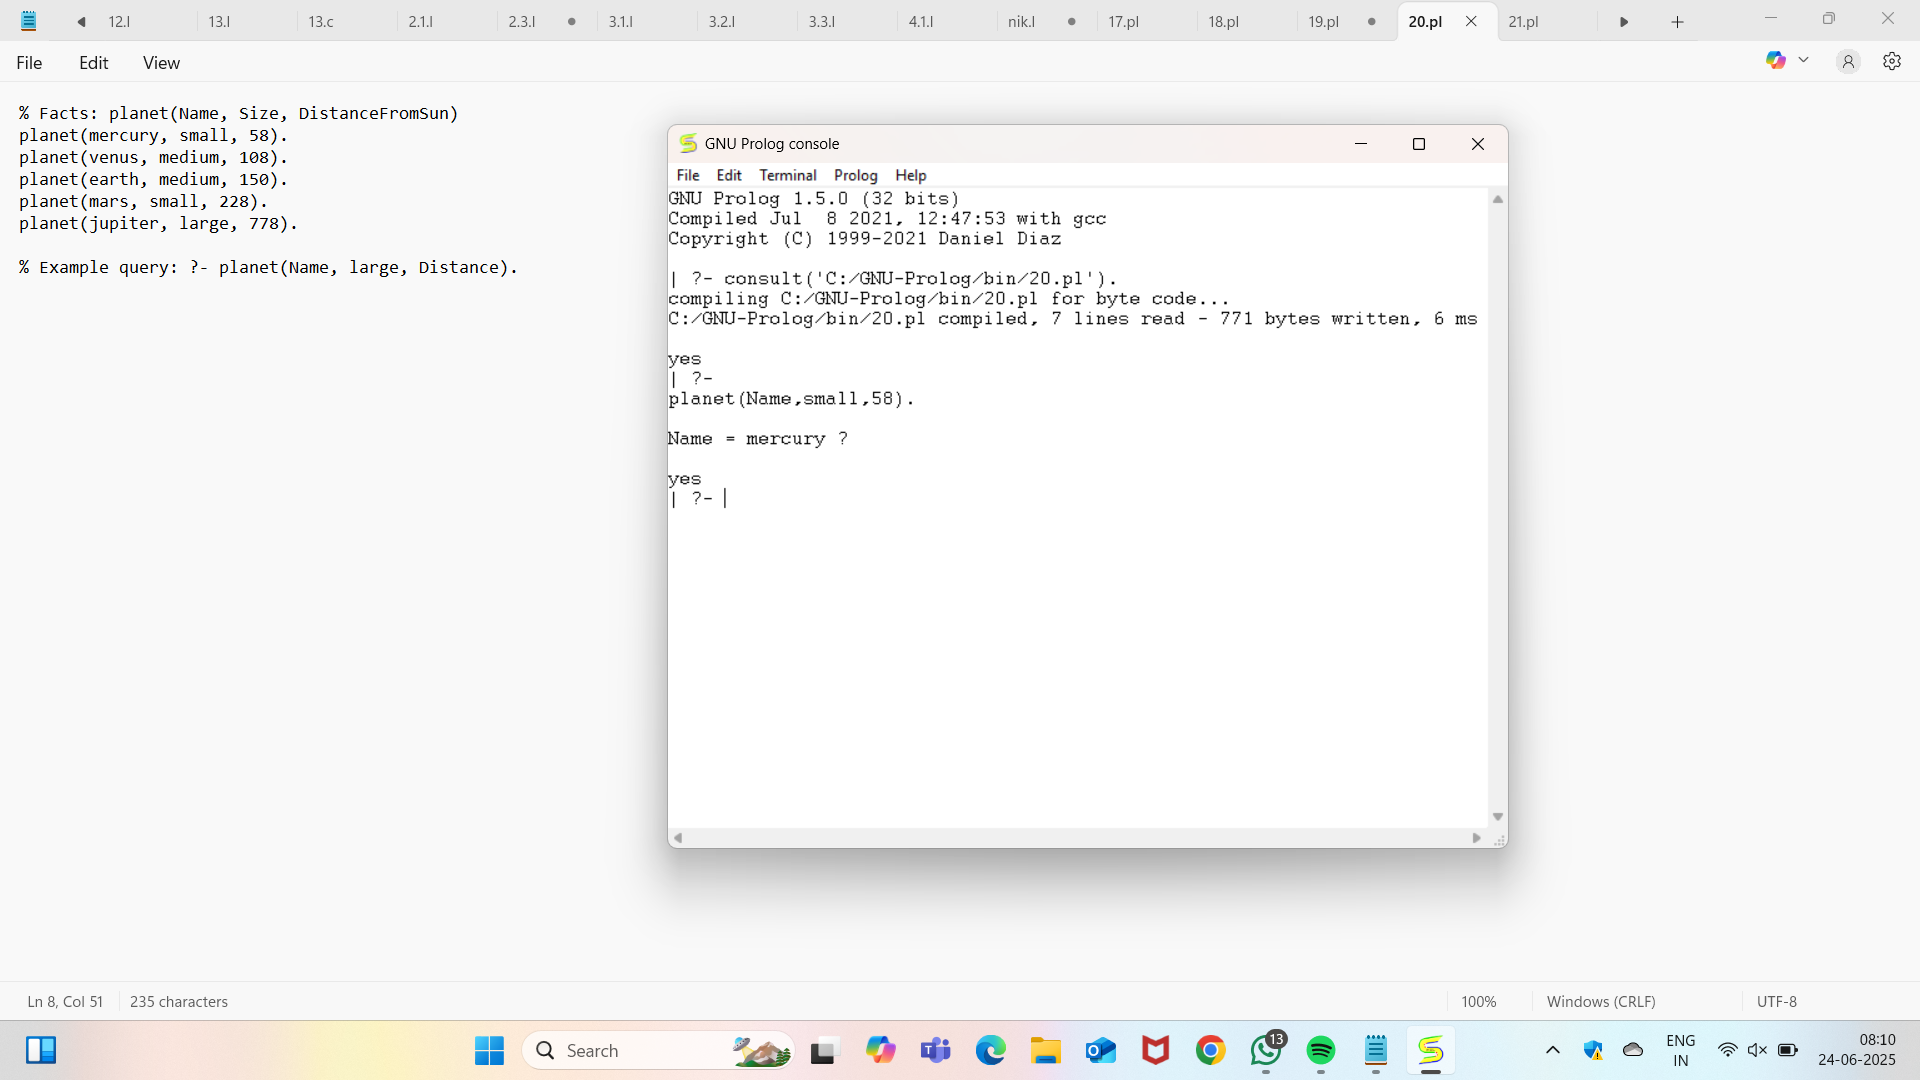 12.l 13.l 13.c 2.1.l 2.3.l 3.1.l 3.2.l 3.3.l 4.1.l nik.l 17.pl 18.pl 19.pl 20.pl 21.pl
File Edit View
% Facts: planet(Name, Size, DistanceFromSun)
planet(mercury, small, 58).
planet(venus, medium, 108).
planet(earth, medium, 150).
planet(mars, small, 228).
planet(jupiter, large, 778).
% Example query: ?- planet(Name, large, Distance).
GNU Prolog console
File Edit Terminal Prolog Help
GNU Prolog 1.5.0 (32 bits)
Compiled Jul  8 2021, 12:47:53 with gcc
Copyright (C) 1999-2021 Daniel Diaz
| ?- consult('C:/GNU-Prolog/bin/20.pl').
compiling C:/GNU-Prolog/bin/20.pl for byte code...
C:/GNU-Prolog/bin/20.pl compiled, 7 lines read - 771 bytes written, 6 ms
yes
| ?-
planet(Name,small,58).
Name = mercury ?
yes
| ?-
Ln 8, Col 51 235 characters 100% Windows (CRLF) UTF-8
Search 13 ENG 08:10
IN 24-06-2025